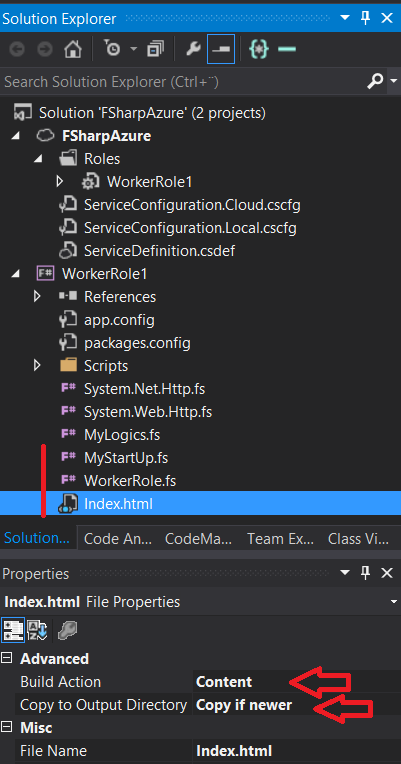 Solution Explorer
Search Solution Explorer (Ctrl+¨)
Solution 'FSharpAzure' (2 projects)
FSharpAzure
Roles
WorkerRole1
ServiceConfiguration.Cloud.cscfg
ServiceConfiguration.Local.cscfg
ServiceDefinition.csdef
F# WorkerRole1
References
app.config
packages.config
Scripts
F# System.Net.Http.fs
F# System.Web.Http.fs
F# MyLogics.fs
F# MyStartUp.fs
F# WorkerRole.fs
Index.html
Solution... Code An... CodeMa... Team Ex... Class Vi...
Properties
Index.html File Properties
Advanced
Build Action Content
Copy to Output Directory Copy if newer
Misc
File Name Index.html